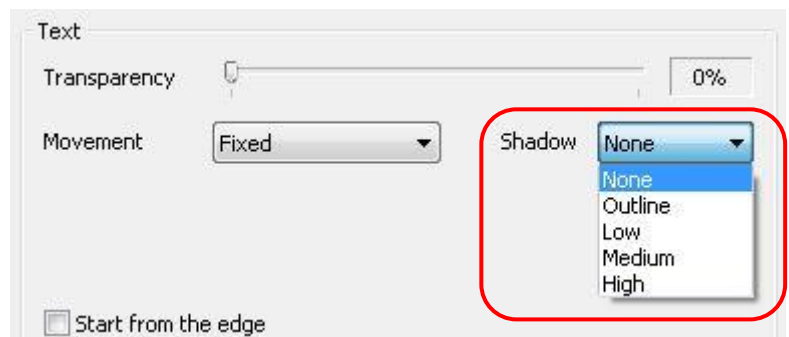 Text
Transparency 0%
Movement Fixed Shadow None
None
Outline
Low
Medium
High
Start from the edge